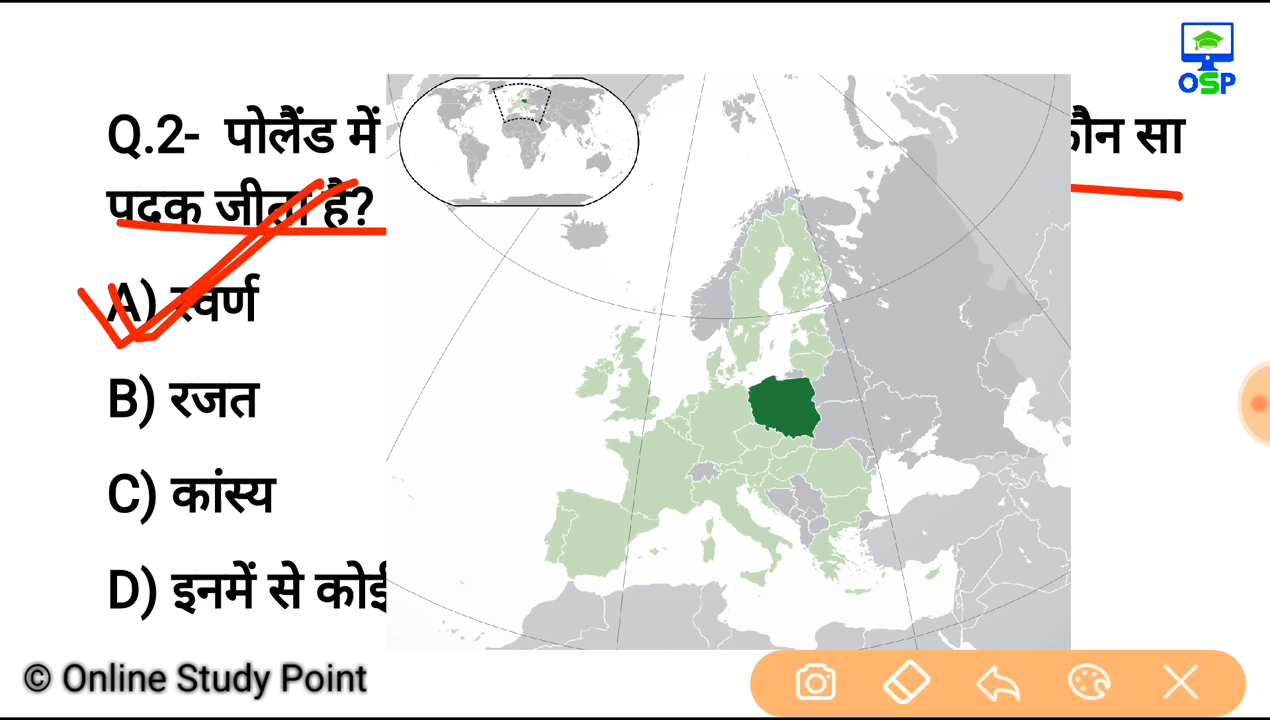 OSP
Q.2- पोलैंड में कौन सा
पदक जीता है?
A) स्वर्ण
B) रजत
C) कांस्य
D) इनमें से कोई
© Online Study Point